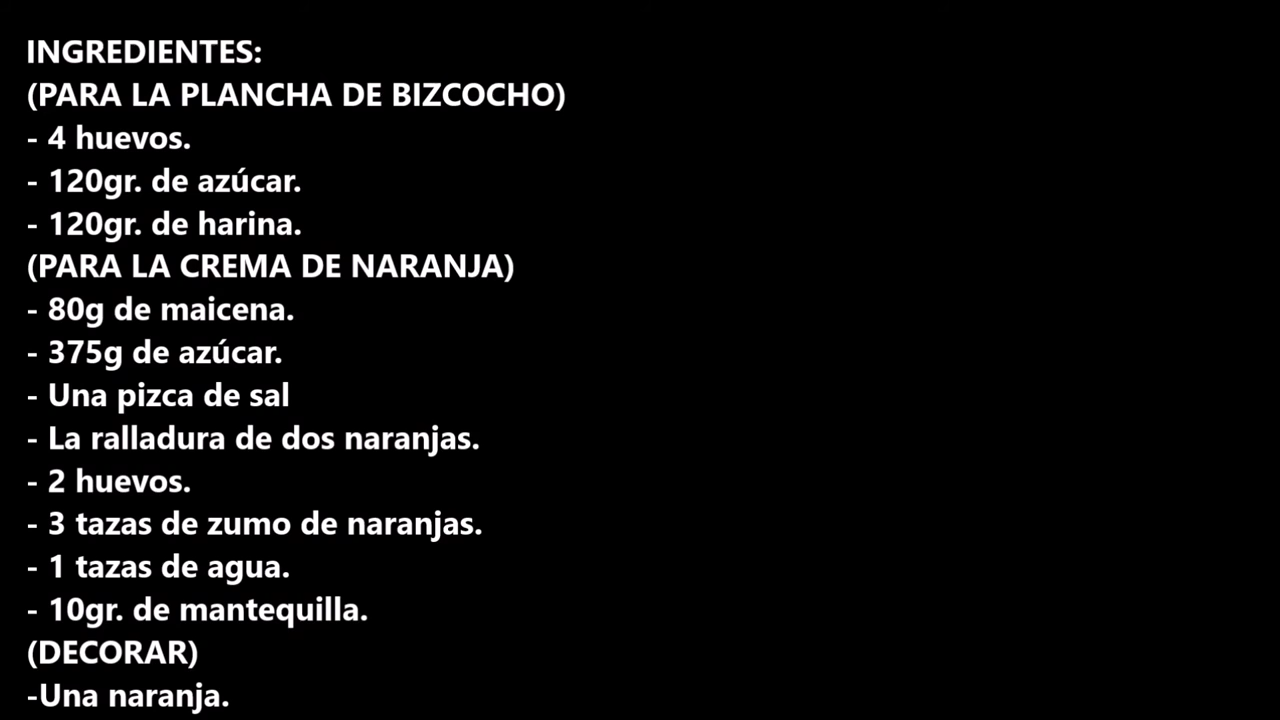 INGREDIENTES:
(PARA LA PLANCHA DE BIZCOCHO)
- 4 huevos.
- 120gr. de azúcar.
- 120gr. de harina.
(PARA LA CREMA DE NARANJA)
- 80g de maicena.
- 375g de azúcar.
- Una pizca de sal
- La ralladura de dos naranjas.
- 2 huevos.
- 3 tazas de zumo de naranjas.
- 1 tazas de agua.
- 10gr. de mantequilla.
(DECORAR)
-Una naranja.